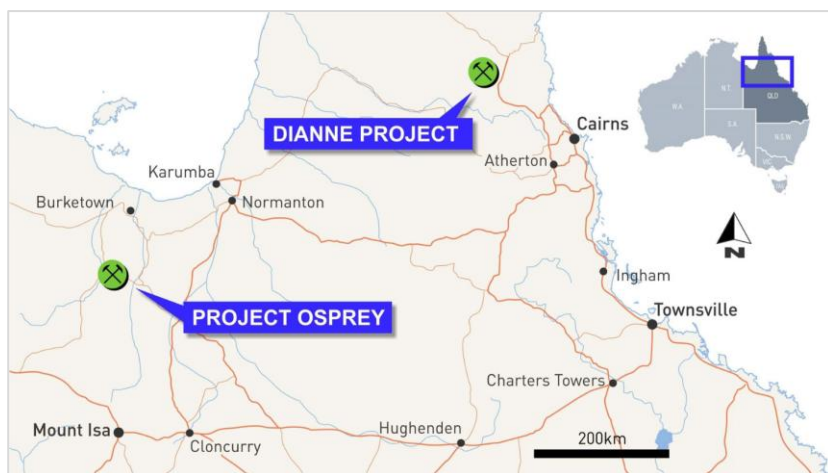 DIANNE PROJECT
Cairns
Atherton
Karumba
Burketown
Normanton
PROJECT OSPREY
Ingham
Townsville
Charters Towers
Mount Isa
Cloncurry
Hughenden
200km
N
W.A.
N.T.
QLD
S.A.
N.S.W.
VIC